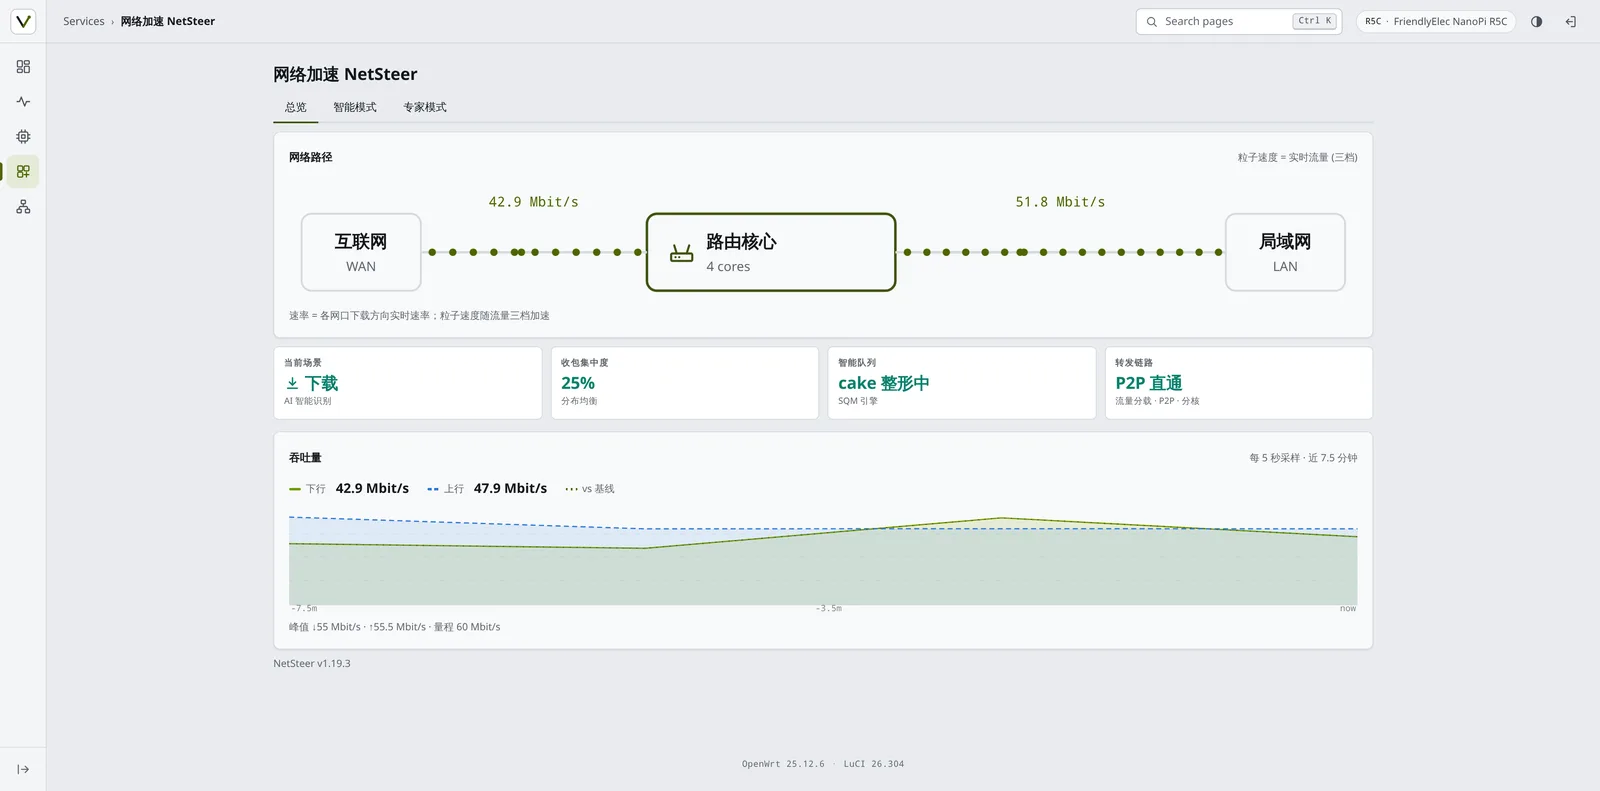 Services › 网络加速 NetSteer
Search pages
Ctrl K
R5C · FriendlyElec NanoPi R5C
网络加速 NetSteer
总览
智能模式
专家模式
网络路径
粒子速度 = 实时流量 (三档)
42.9 Mbit/s
51.8 Mbit/s
互联网
WAN
路由核心
4 cores
局域网
LAN
速率 = 各网口下载方向实时速率；粒子速度随流量三档加速
当前场景
下载
AI 智能识别
收包集中度
25%
分布均衡
智能队列
cake 整形中
SQM 引擎
转发链路
P2P 直通
流量分载 · P2P · 分核
吞吐量
每 5 秒采样 · 近 7.5 分钟
下行 42.9 Mbit/s
上行 47.9 Mbit/s
vs 基线
-7.5m
-3.5m
now
峰值 ↓55 Mbit/s · ↑55.5 Mbit/s · 量程 60 Mbit/s
NetSteer v1.19.3
OpenWrt 25.12.6 · LuCI 26.304